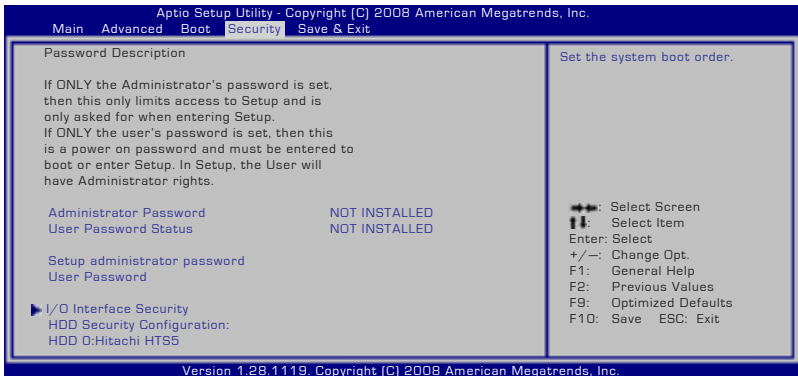 Aptio Setup Utility - Copyright (C) 2008 American Megatrends, Inc.
Main Advanced Boot Security Save & Exit
Password Description
If ONLY the Administrator's password is set,
then this only limits access to Setup and is
only asked for when entering Setup.
If ONLY the user's password is set, then this
is a power on password and must be entered to
boot or enter Setup. In Setup, the User will
have Administrator rights.
Administrator Password NOT INSTALLED
User Password Status NOT INSTALLED
Setup administrator password
User Password
I/O Interface Security
HDD Security Configuration:
HDD 0:Hitachi HTS5
Set the system boot order.
: Select Screen
: Select Item
Enter: Select
+/—: Change Opt.
F1: General Help
F2: Previous Values
F9: Optimized Defaults
F10: Save ESC: Exit
Version 1.28.1119. Copyright (C) 2008 American Megatrends, Inc.